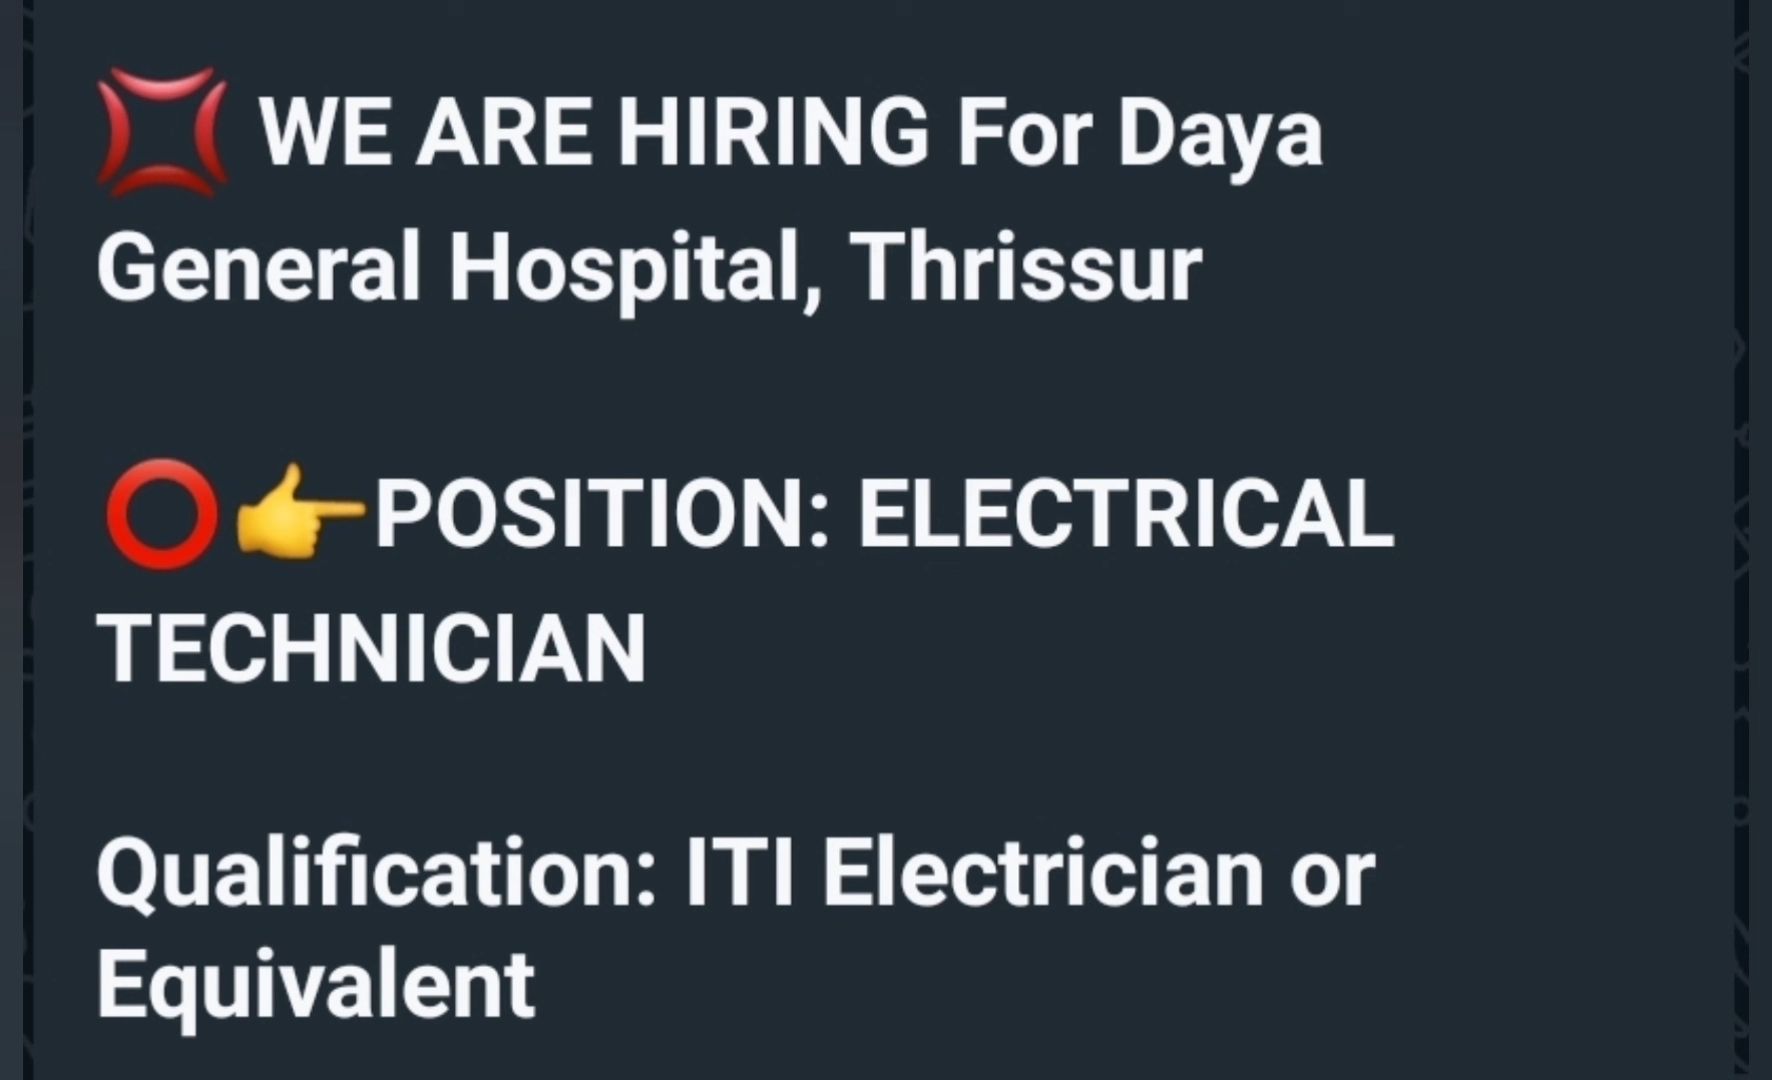 💢 WE ARE HIRING For Daya
General Hospital, Thrissur
⭕👉POSITION: ELECTRICAL
TECHNICIAN
Qualification: ITI Electrician or
Equivalent